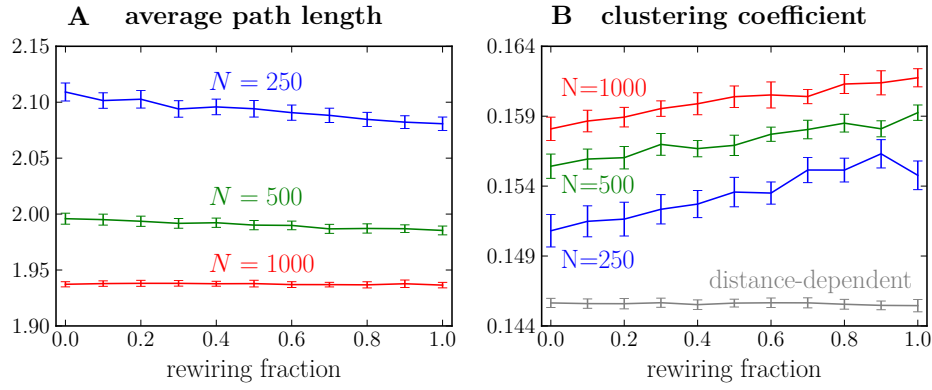 A average path length
2.15
2.10
2.05
2.00
1.95
1.90
N = 250
N = 500
N = 1000
0.0 0.2 0.4 0.6 0.8 1.0
rewiring fraction
B clustering coefficient
0.164
0.159
0.154
0.149
0.144
N=1000
N=500
N=250
distance-dependent
0.0 0.2 0.4 0.6 0.8 1.0
rewiring fraction